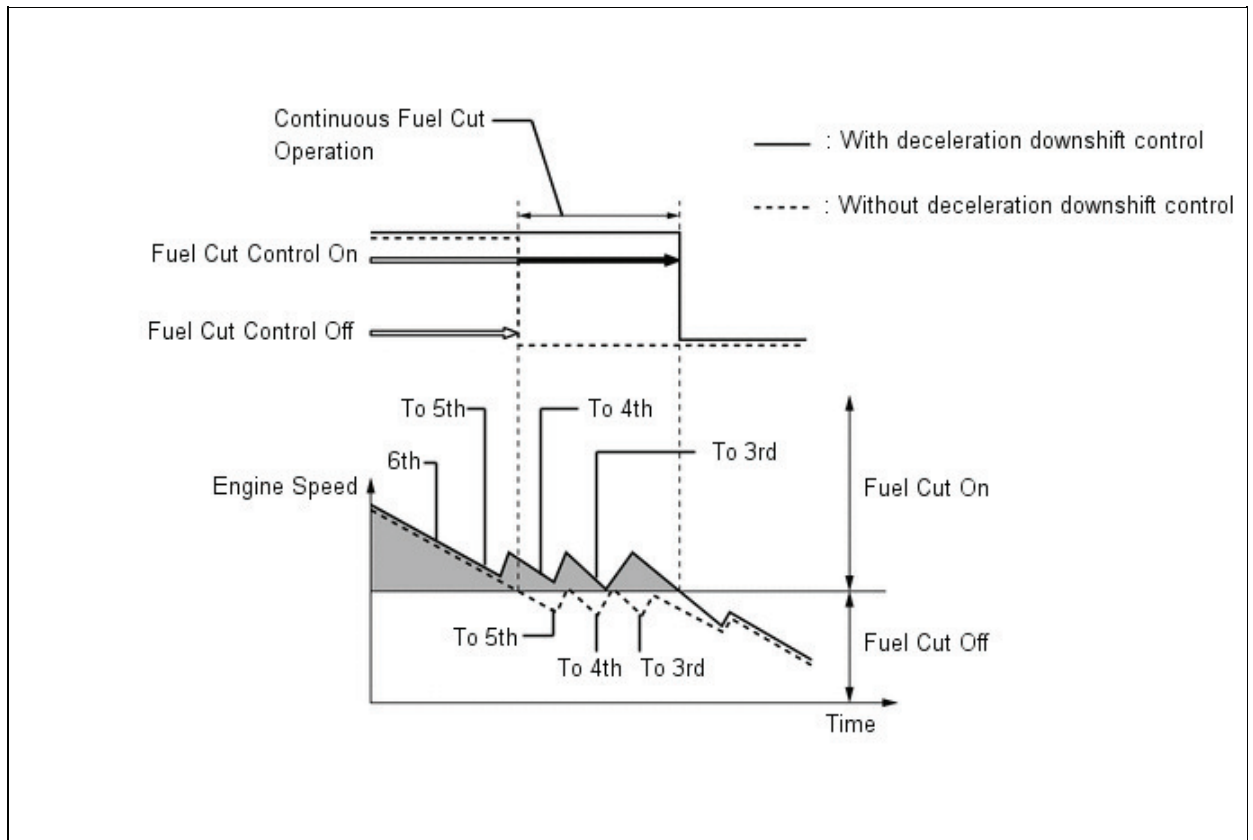 Continuous Fuel Cut
Operation
: With deceleration downshift control
: Without deceleration downshift control
Fuel Cut Control On
Fuel Cut Control Off
To 5th
To 4th
To 3rd
6th
Engine Speed
Fuel Cut On
To 5th
To 4th
To 3rd
Fuel Cut Off
Time